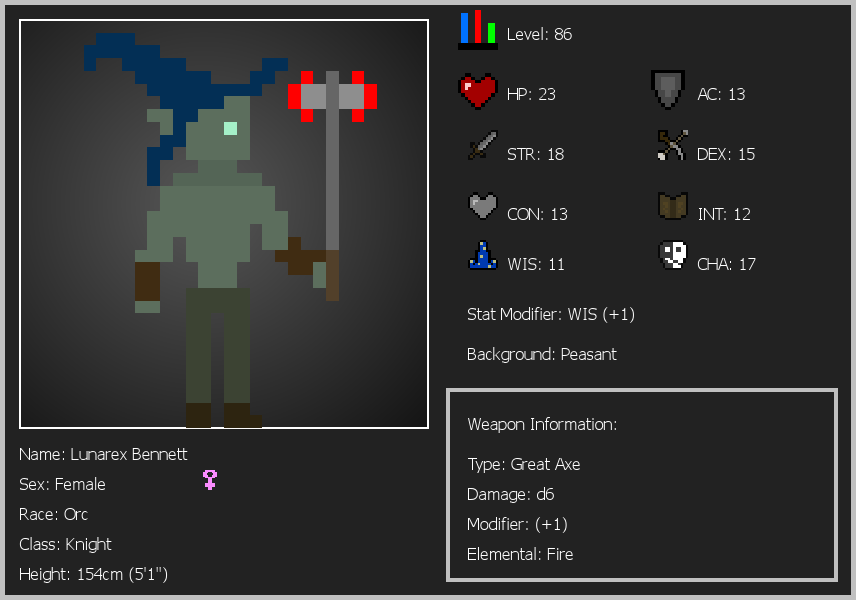 Level: 86
HP: 23
AC: 13
STR: 18
DEX: 15
CON: 13
INT: 12
WIS: 11
CHA: 17
Stat Modifier: WIS (+1)
Background: Peasant
Weapon Information:
Type: Great Axe
Damage: d6
Modifier: (+1)
Elemental: Fire
Name: Lunarex Bennett
Sex: Female
Race: Orc
Class: Knight
Height: 154cm (5'1")